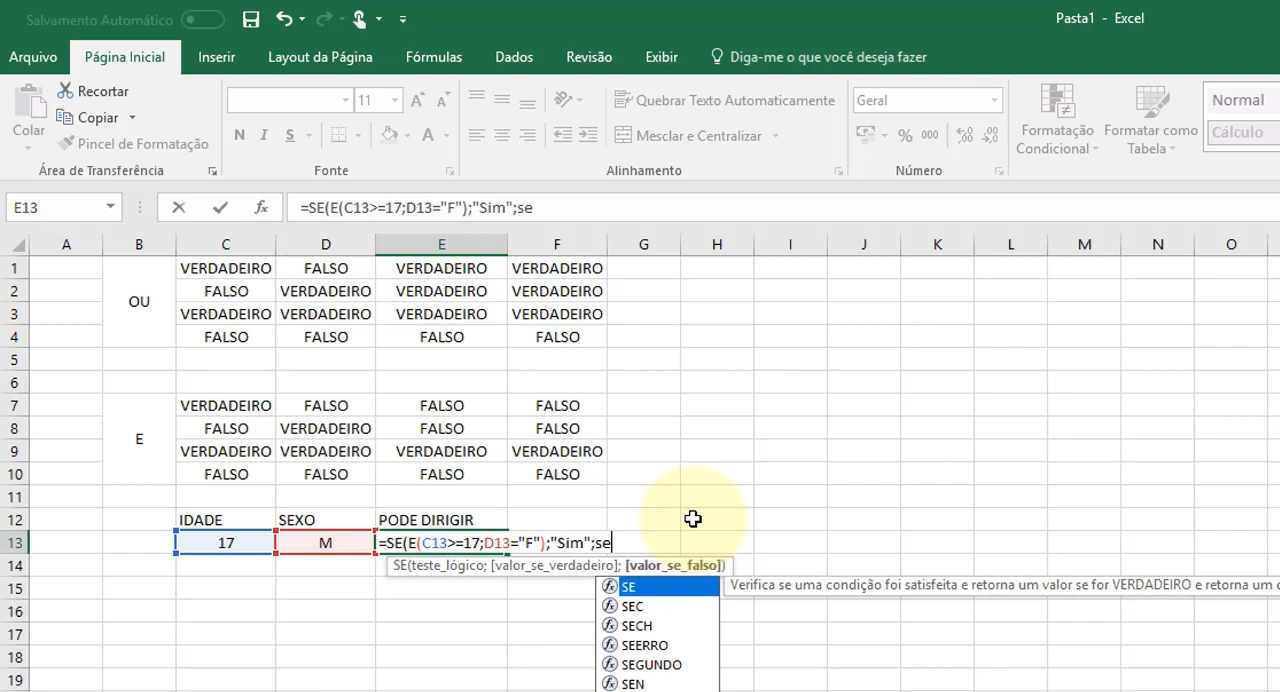 Salvamento Automático
Pasta1 - Excel
Arquivo Página Inicial Inserir Layout da Página Fórmulas Dados Revisão Exibir Diga-me o que você deseja fazer
Colar
Recortar
Copiar
Pincel de Formatação
Área de Transferência
11
N I S
A A
A
Fonte
Quebrar Texto Automaticamente
Mesclar e Centralizar
Alinhamento
Geral
% 000
Número
Formatação Condicional
Formatar como Tabela
Normal
Cálculo
E13 fx =SE(E(C13>=17;D13="F");"Sim";se
A B C D E F G H I J K L M N O
1 VERDADEIRO FALSO VERDADEIRO VERDADEIRO
2 OU FALSO VERDADEIRO VERDADEIRO VERDADEIRO
3 VERDADEIRO VERDADEIRO VERDADEIRO VERDADEIRO
4 FALSO FALSO FALSO FALSO
5
6
7 VERDADEIRO FALSO FALSO FALSO
8 E FALSO VERDADEIRO FALSO FALSO
9 VERDADEIRO VERDADEIRO VERDADEIRO VERDADEIRO
10 FALSO FALSO FALSO FALSO
11
12 IDADE SEXO PODE DIRIGIR
13 17 M =SE(E(C13>=17;D13="F");"Sim";se
14 SE(teste_lógico; [valor_se_verdadeiro]; [valor_se_falso])
15 SE Verifica se uma condição foi satisfeita e retorna um valor se for VERDADEIRO e retorna um
16 SEC
17 SECH
SEERRO
18 SEGUNDO
19 SEN